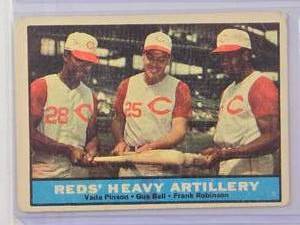 C C
28 C 25 C C
REDS' HEAVY ARTILLERY
Vada Pinson • Gus Bell • Frank Robinson